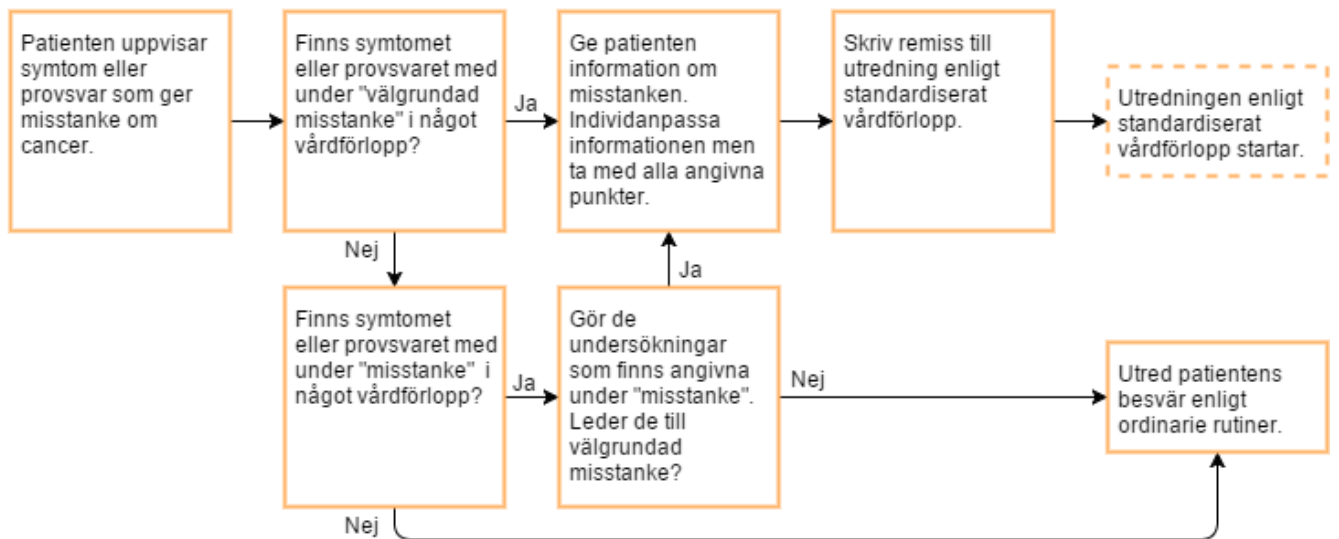 Patienten uppvisar
symtom eller
provsvar som ger
misstanke om
cancer.
Finns symtomet
eller provsvaret med
under "välgrundad
misstanke" i något
vårdförlopp?
Ja
Ge patienten
information om
misstanken.
Individanpassa
informationen men
ta med alla angivna
punkter.
Skriv remiss till
utredning enligt
standardiserat
vårdförlopp.
Utredningen enligt
standardiserat
vårdförlopp startar.
Nej
Ja
Finns symtomet
eller provsvaret med
under "misstanke" i
något vårdförlopp?
Ja
Gör de
undersökningar
som finns angivna
under "misstanke".
Leder de till
välgrundad
misstanke?
Nej
Utred patientens
besvär enligt
ordinarie rutiner.
Nej